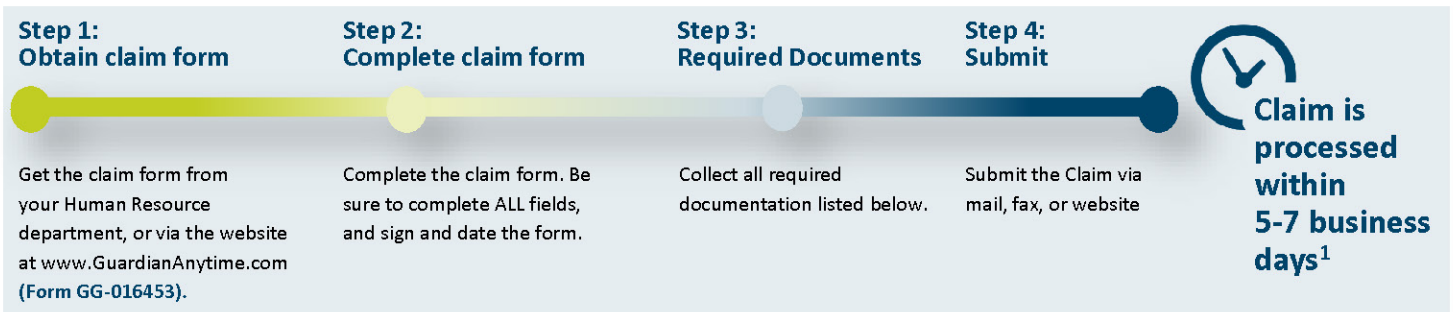 Step 1:
Obtain claim form
Get the claim form from
your Human Resource
department, or via the website
at www.GuardianAnytime.com
(Form GG-016453).
Step 2:
Complete claim form
Complete the claim form. Be
sure to complete ALL fields,
and sign and date the form.
Step 3:
Required Documents
Collect all required
documentation listed below.
Step 4:
Submit
Submit the Claim via
mail, fax, or website
Claim is
processed
within
5-7 business
days¹